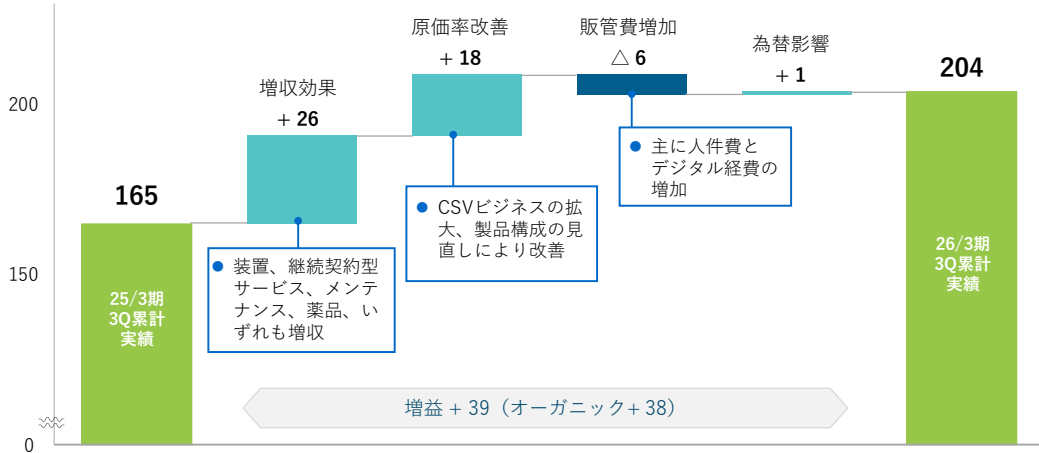 原価率改善
+ 18
販管費増加
△ 6
為替影響
+ 1
204
増収効果
+ 26
200
● 主に人件費と
デジタル経費の
増加
165
● CSVビジネスの拡
大、製品構成の見
直しにより改善
● 装置、継続契約型
サービス、メンテ
ナンス、薬品、い
ずれも増収
150
25/3期
3Q累計
実績
26/3期
3Q累計
実績
増益 + 39（オーガニック+ 38）
0